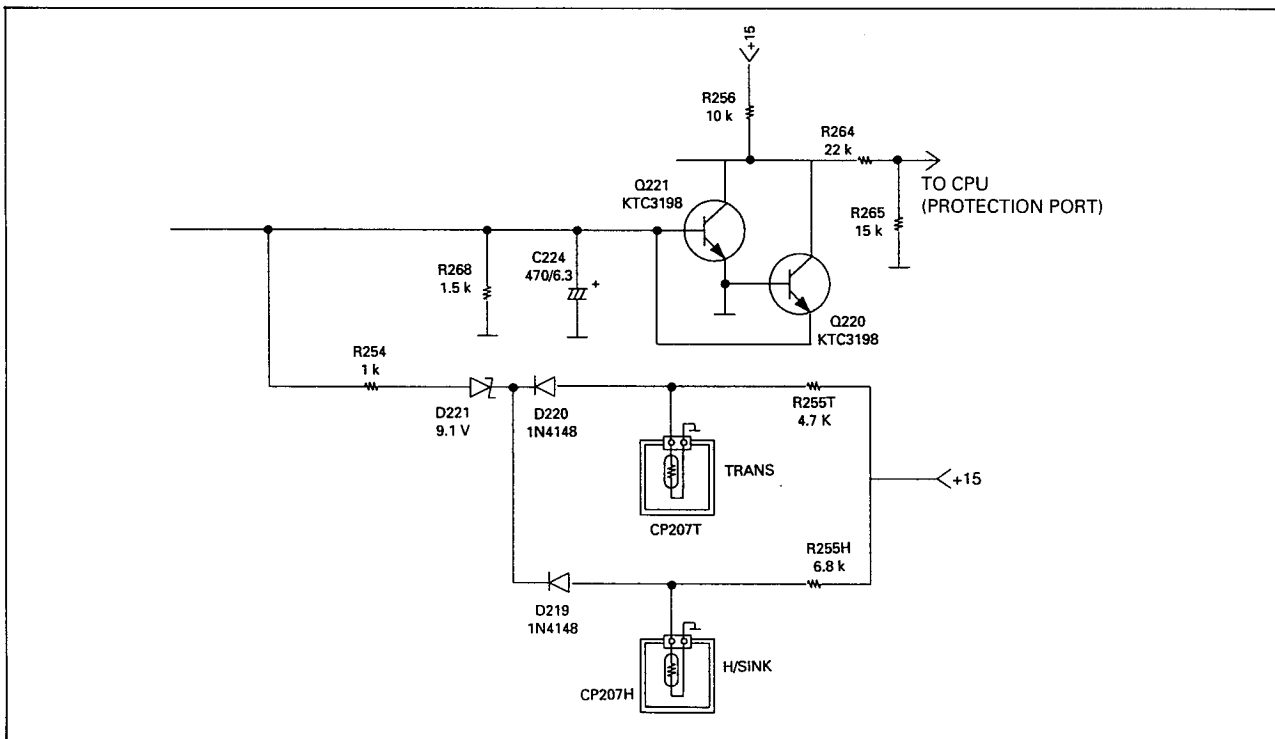 +15
R256
10 k
R264
22 k
TO CPU
(PROTECTION PORT)
Q221
KTC3198
R265
15 k
R268
1.5 k
C224
470/6.3
+
Q220
KTC3198
R254
1 k
D221
9.1 V
D220
1N4148
R255T
4.7 K
TRANS
+15
CP207T
R255H
6.8 k
D219
1N4148
H/SINK
CP207H